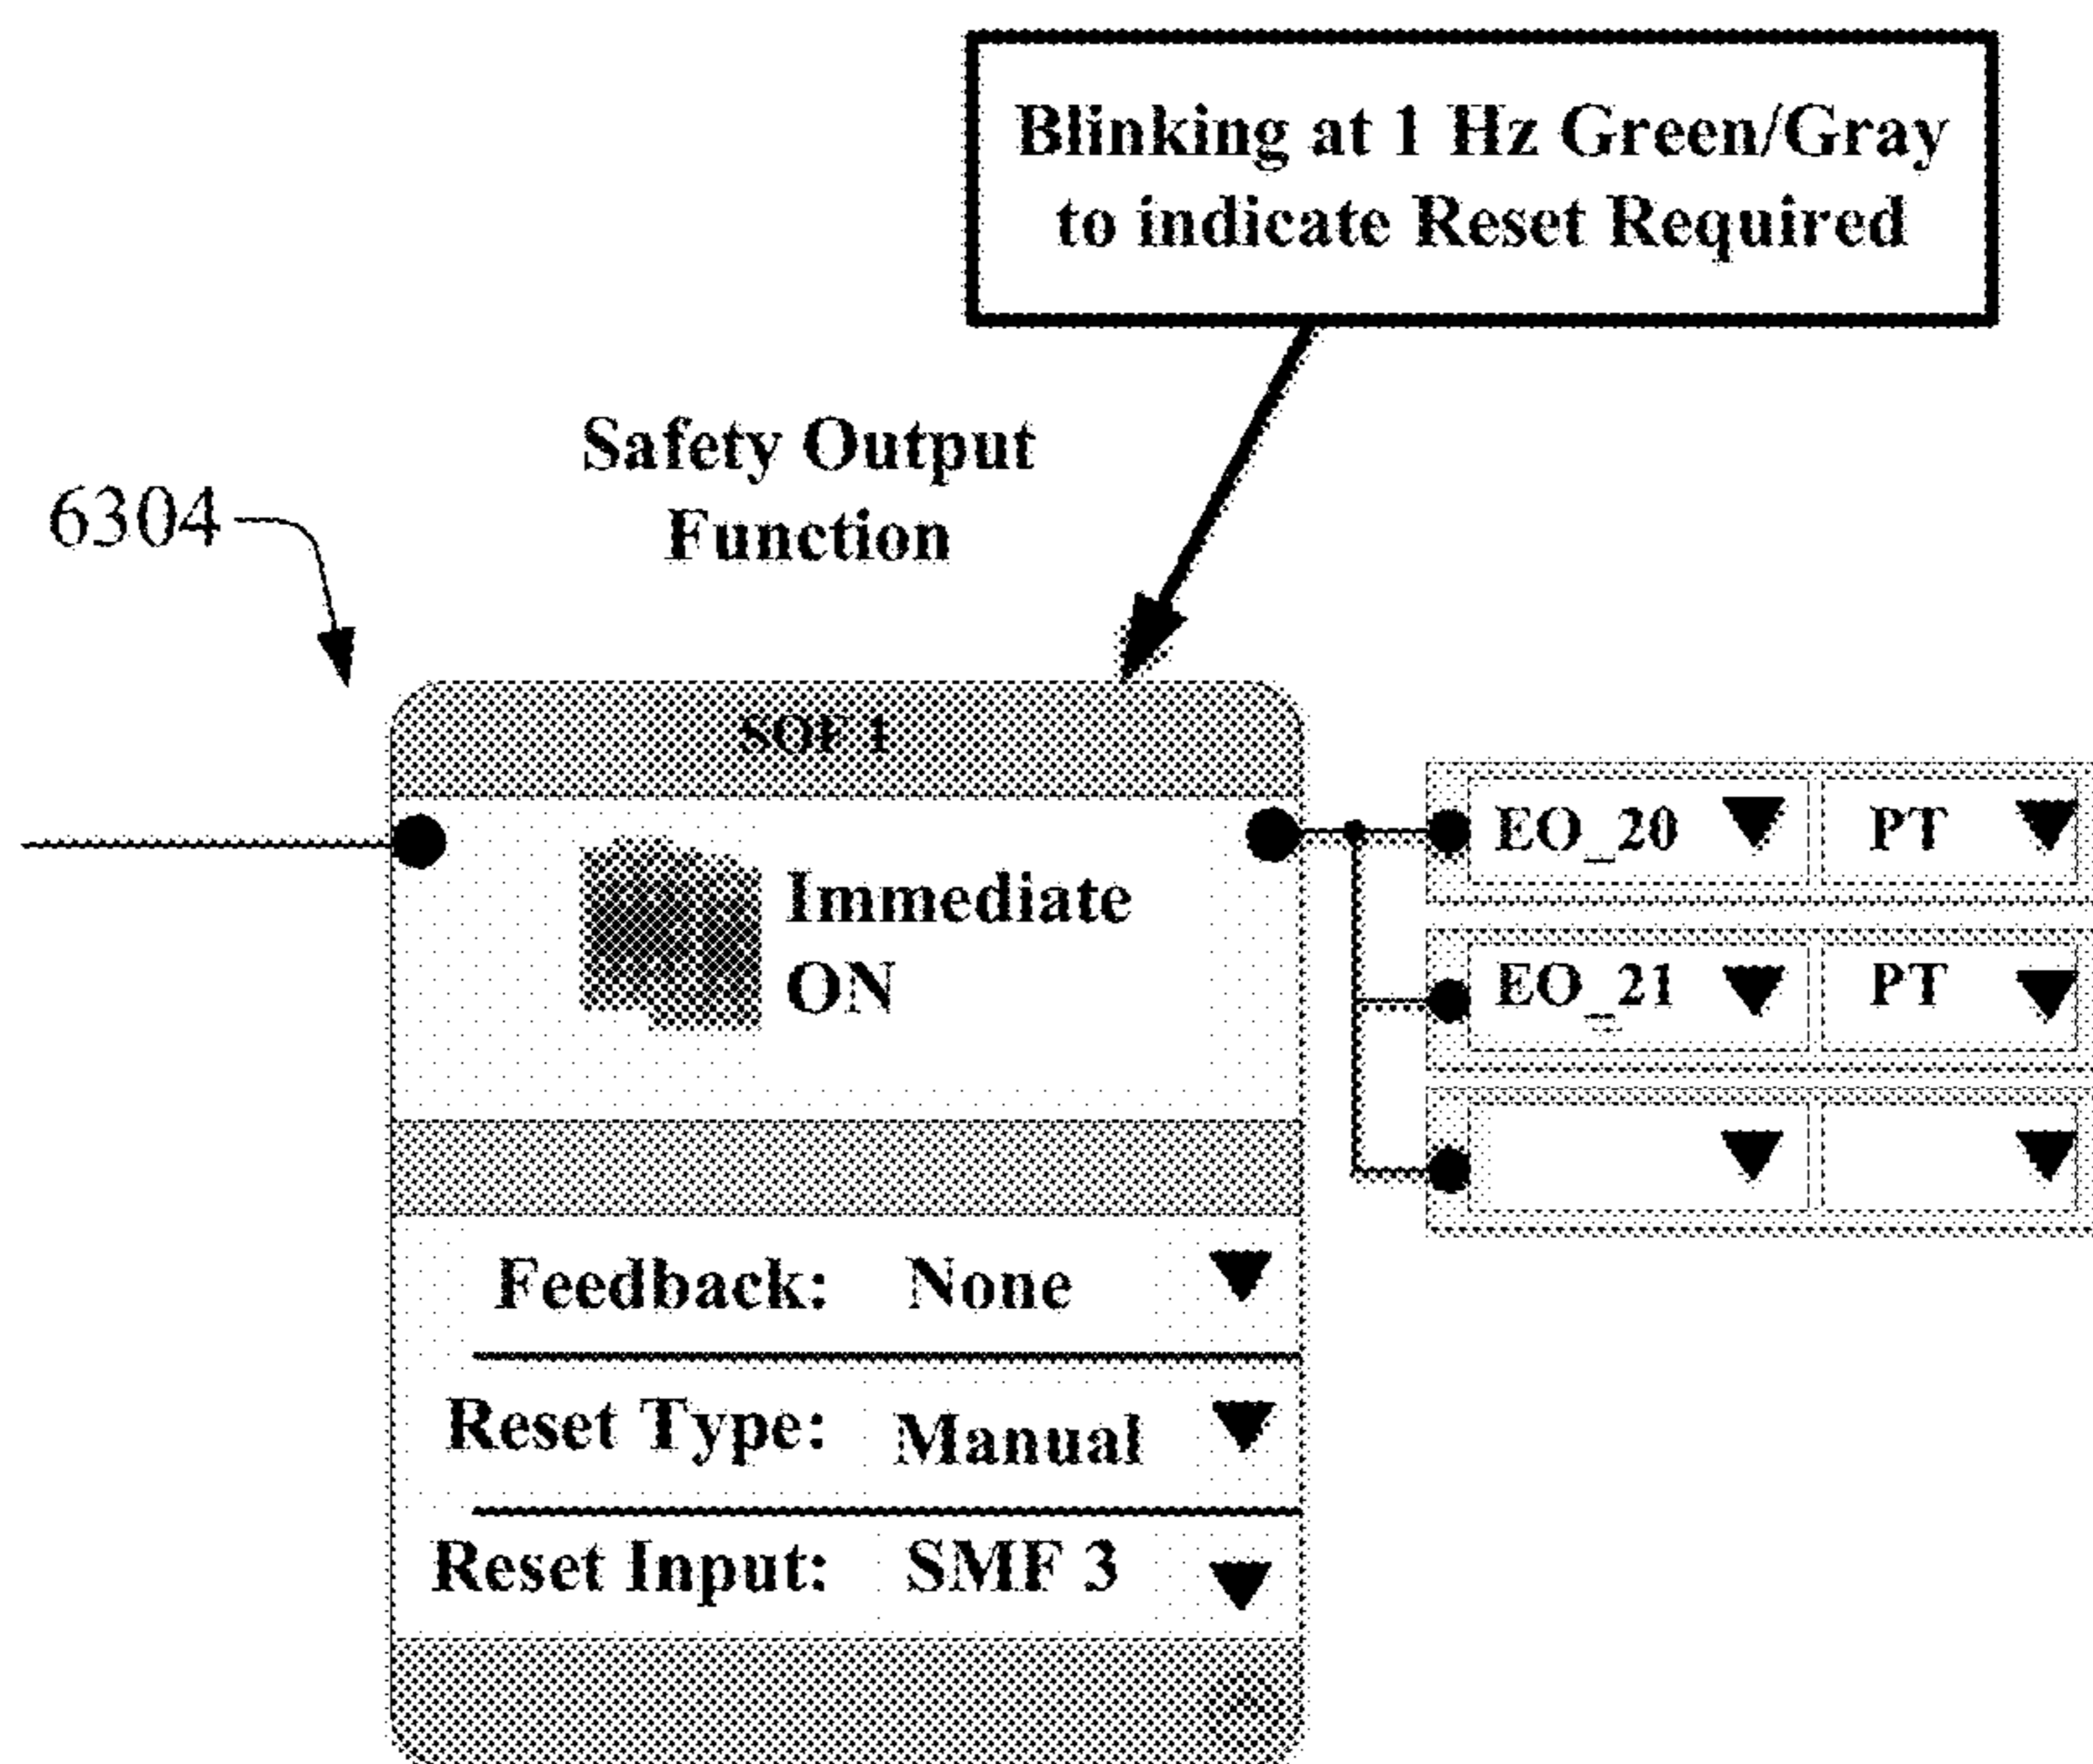 Blinking at 1 Hz Green/Gray
to indicate Reset Required
Safety Output
Function
6304
SOF 1
Immediate
ON
EO_20 PT
EO_21 PT
Feedback: None
Reset Type: Manual
Reset Input: SMF 3